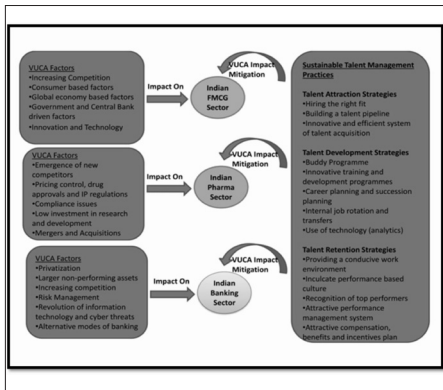 VUCA Factors
•Increasing Competition
•Consumer based factors
•Global economy based factors
•Government and Central Bank
driven factors
•Innovation and Technology
Impact On
Indian
FMCG
Sector
VUCA Impact
Mitigation
VUCA Factors
•Emergence of new
competitors
•Pricing control, drug
approvals and IP regulations
•Compliance issues
•Low investment in research
and development
•Mergers and Acquisitions
Impact On
Indian
Pharma
Sector
VUCA Impact
Mitigation
VUCA Factors
•Privatization
•Larger non-performing assets
•Increasing competition
•Risk Management
•Revolution of information
technology and cyber threats
•Alternative modes of banking
Impact On
Indian
Banking
Sector
VUCA Impact
Mitigation
Sustainable Talent Management
Practices
Talent Attraction Strategies
•Hiring the right fit
•Building a talent pipeline
•Innovative and efficient system
of talent acquisition
Talent Development Strategies
•Buddy Programme
•Innovative training and
development programmes
•Career planning and succession
planning
•Internal job rotation and
transfers
•Use of technology (analytics)
Talent Retention Strategies
•Providing a conducive work
environment
•Inculcate performance based
culture
•Recognition of top performers
•Attractive performance
management system
•Attractive compensation,
benefits and incentives plan